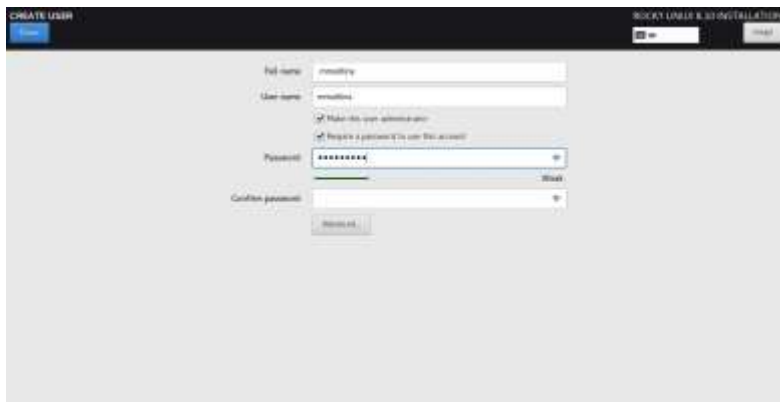 CREATE USER
ROCKY LINUX 8.10 INSTALLATION
Done
Help!
Full name
User name
Make this user administrator
Require a password to use this account
Password
•••••••••
Weak
Confirm password
Advanced...